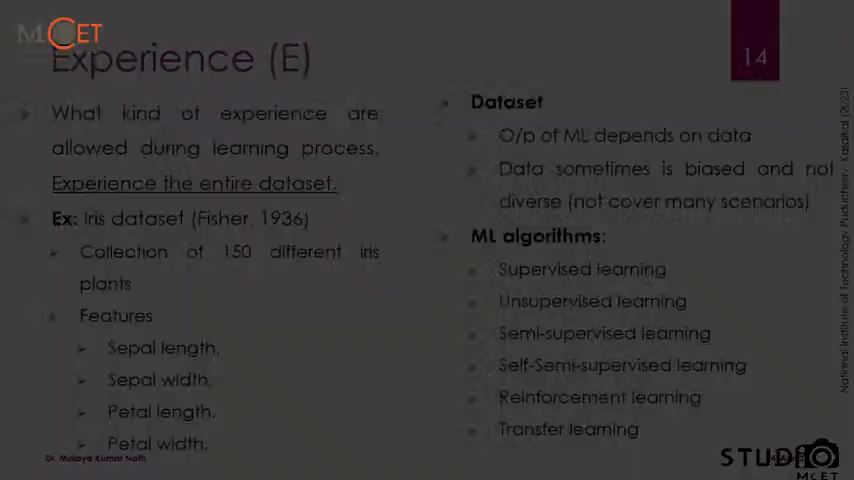 MCET
Experience (E)
14
What kind of experience are
allowed during learning process.
Experience the entire dataset.
Ex: Iris dataset (Fisher, 1936)
Collection of 150 different iris
plants
Features
Sepal length,
Sepal width,
Petal length,
Petal width.
Dataset
O/p of ML depends on data
Data sometimes is biased and not
diverse (not cover many scenarios)
ML algorithms:
Supervised learning
Unsupervised learning
Semi-supervised learning
Self-Semi-supervised learning
Reinforcement learning
Transfer learning
National Institute of Technology Puducherry, Karaikal (2023)
Dr. Malaya Kumar Nath
STUDIO
MCET